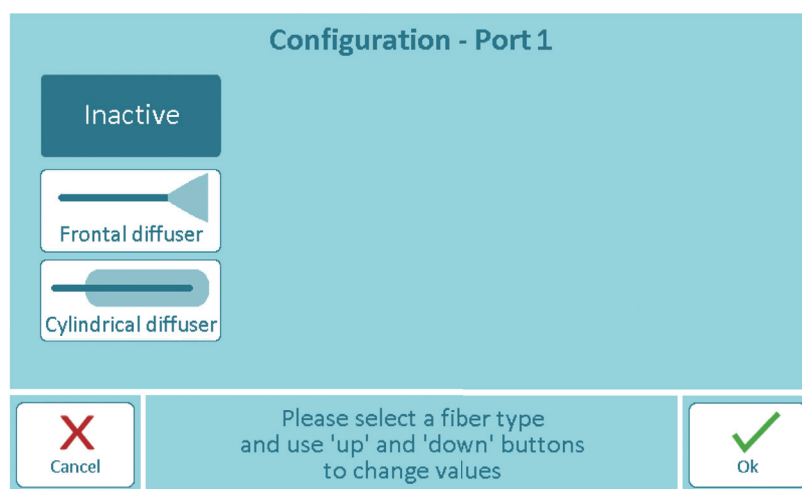 Configuration - Port 1
Inactive
Frontal diffuser
Cylindrical diffuser
Cancel
Please select a fiber type
and use 'up' and 'down' buttons
to change values
Ok